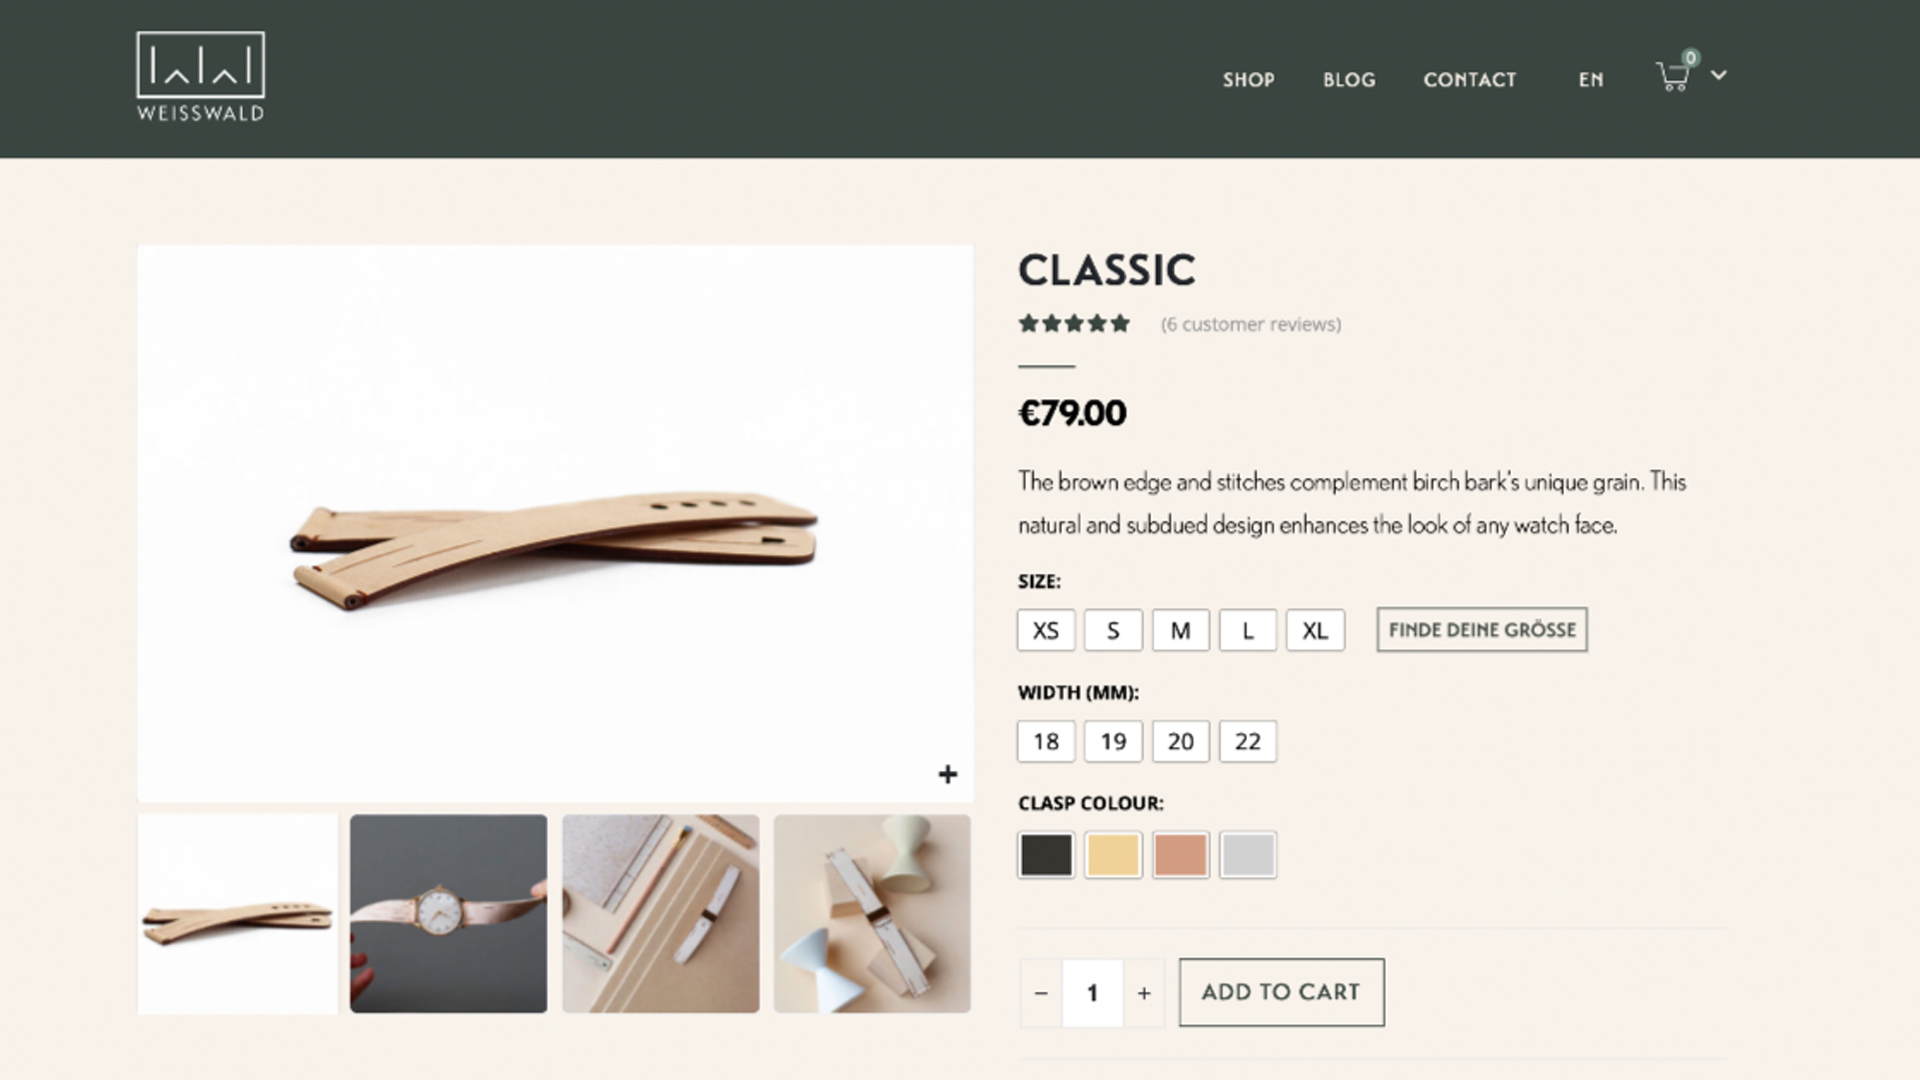 WEISSWALD
SHOP BLOG CONTACT EN 0
CLASSIC
(6 customer reviews)
€79.00
The brown edge and stitches complement birch bark's unique grain. This
natural and subdued design enhances the look of any watch face.
SIZE:
XS S M L XL FINDE DEINE GRÖSSE
WIDTH (MM):
18 19 20 22
CLASP COLOUR:
− 1 + ADD TO CART